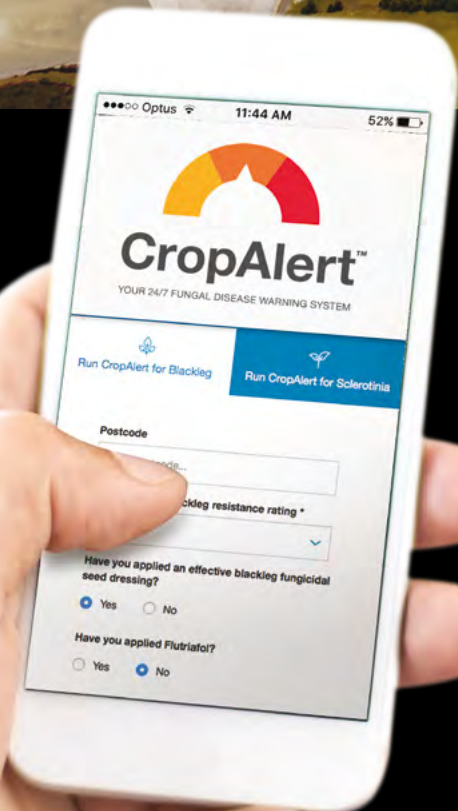 Optus 11:44 AM 52%
CropAlert™
YOUR 24/7 FUNGAL DISEASE WARNING SYSTEM
Run CropAlert for Blackleg
Run CropAlert for Sclerotinia
Postcode
resistance rating *
Have you applied an effective blackleg fungicidal
seed dressing?
Yes No
Have you applied Flutriafol?
Yes No